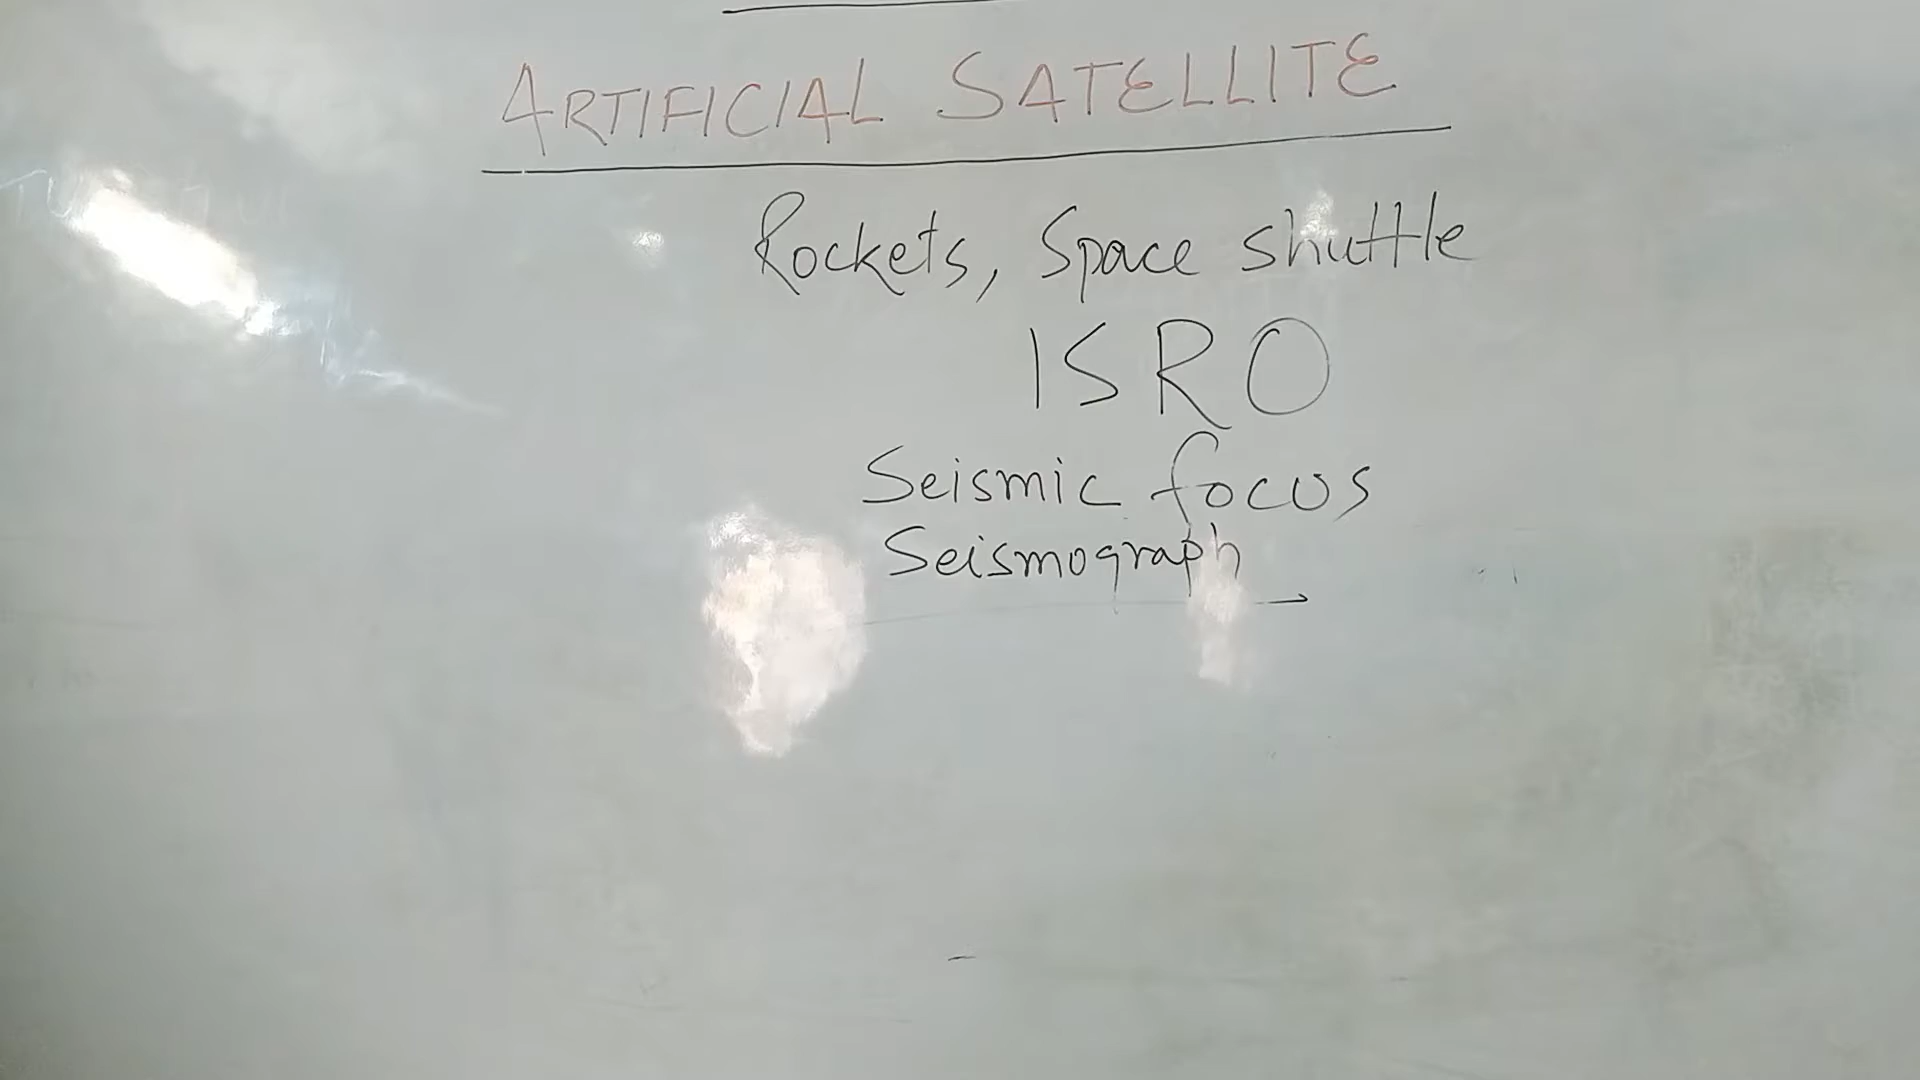 ARTIFICIAL SATELLITE
Rockets, Space shuttle
ISRO
Seismic focus
Seismograph